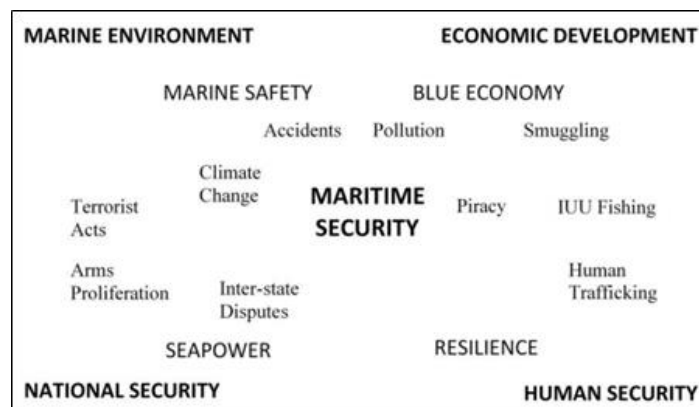 MARINE ENVIRONMENT ECONOMIC DEVELOPMENT
MARINE SAFETY BLUE ECONOMY
Accidents Pollution Smuggling
Climate
Change
MARITIME
SECURITY
Terrorist
Acts
Piracy IUU Fishing
Arms
Proliferation
Inter-state
Disputes
Human
Trafficking
SEAPOWER RESILIENCE
NATIONAL SECURITY HUMAN SECURITY